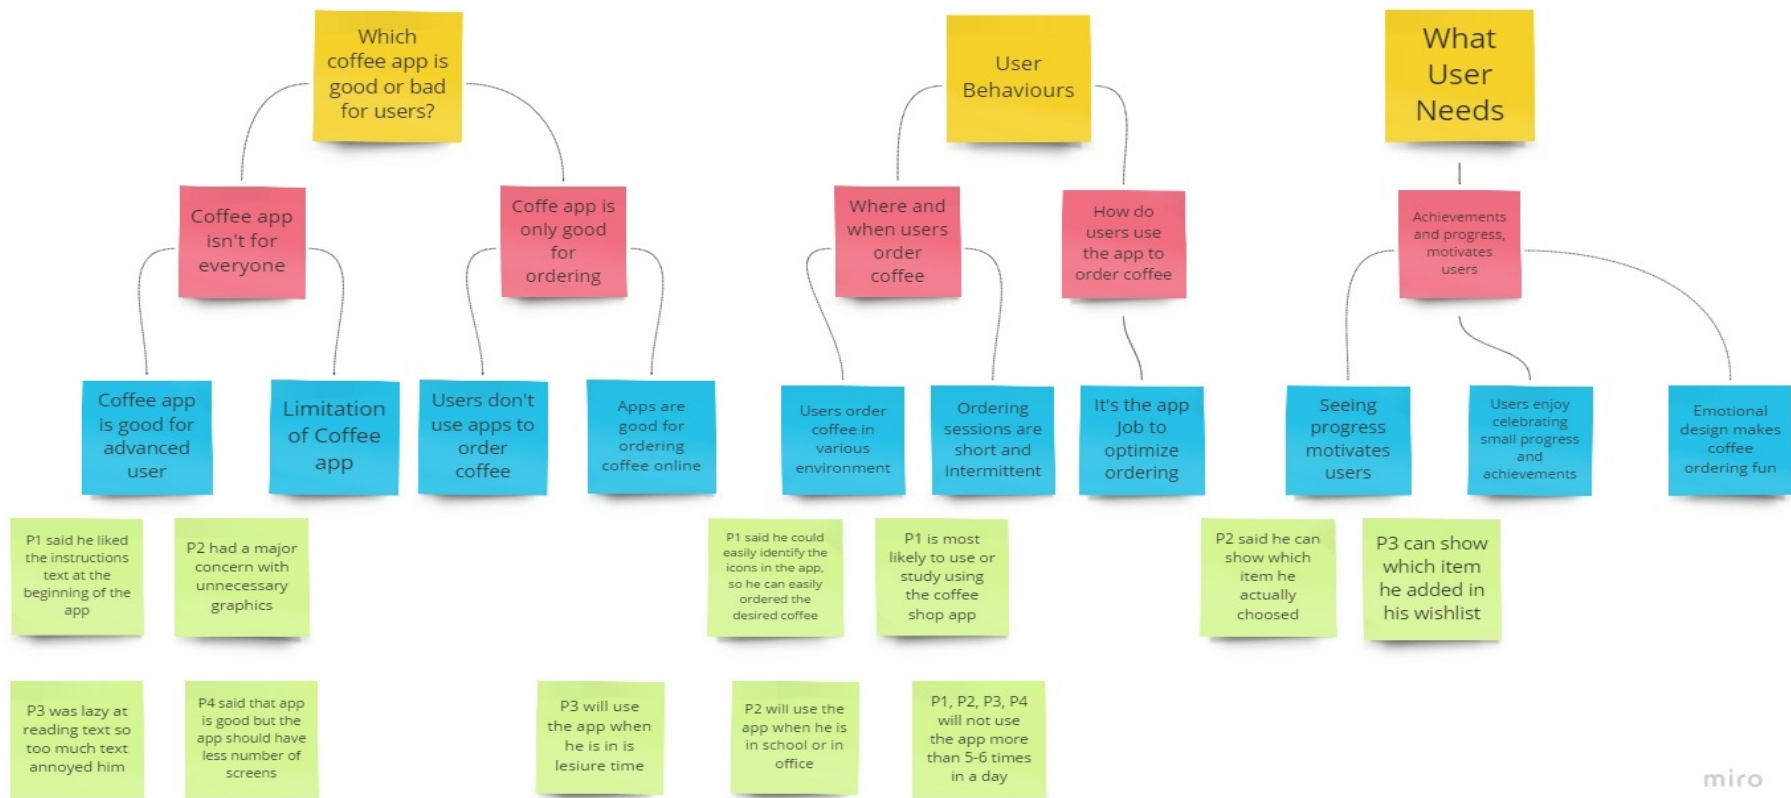 Which
coffee app is
good or bad
for users?
User
Behaviours
What
User
Needs
Coffee app
isn't for
everyone
Coffe app is
only good
for
ordering
Where and
when users
order
coffee
How do
users use
the app to
order coffee
Achievements
and progress,
motivates
users
Coffee app
is good for
advanced
user
Limitation
of Coffee
app
Users don't
use apps to
order
coffee
Apps are
good for
ordering
coffee online
Users order
coffee in
various
environment
Ordering
sessions are
short and
Intermittent
It's the app
Job to
optimize
ordering
Seeing
progress
motivates
users
Users enjoy
celebrating
small progress
and
achievements
Emotional
design makes
coffee
ordering fun
P1 said he liked
the instructions
text at the
beginning of the
app
P2 had a major
concern with
unnecessary
graphics
P1 said he could
easily identify the
icons in the app,
so he can easily
ordered the
desired coffee
P1 is most
likely to use or
study using
the coffee
shop app
P2 said he can
show which
item he
actually
choosed
P3 can show
which item
he added in
his wishlist
P3 was lazy at
reading text so
too much text
annoyed him
P4 said that app
is good but the
app should have
less number of
screens
P3 will use
the app when
he is in is
lesiure time
P2 will use the
app when he is
in school or in
office
P1, P2, P3, P4
will not use
the app more
than 5-6 times
in a day
miro